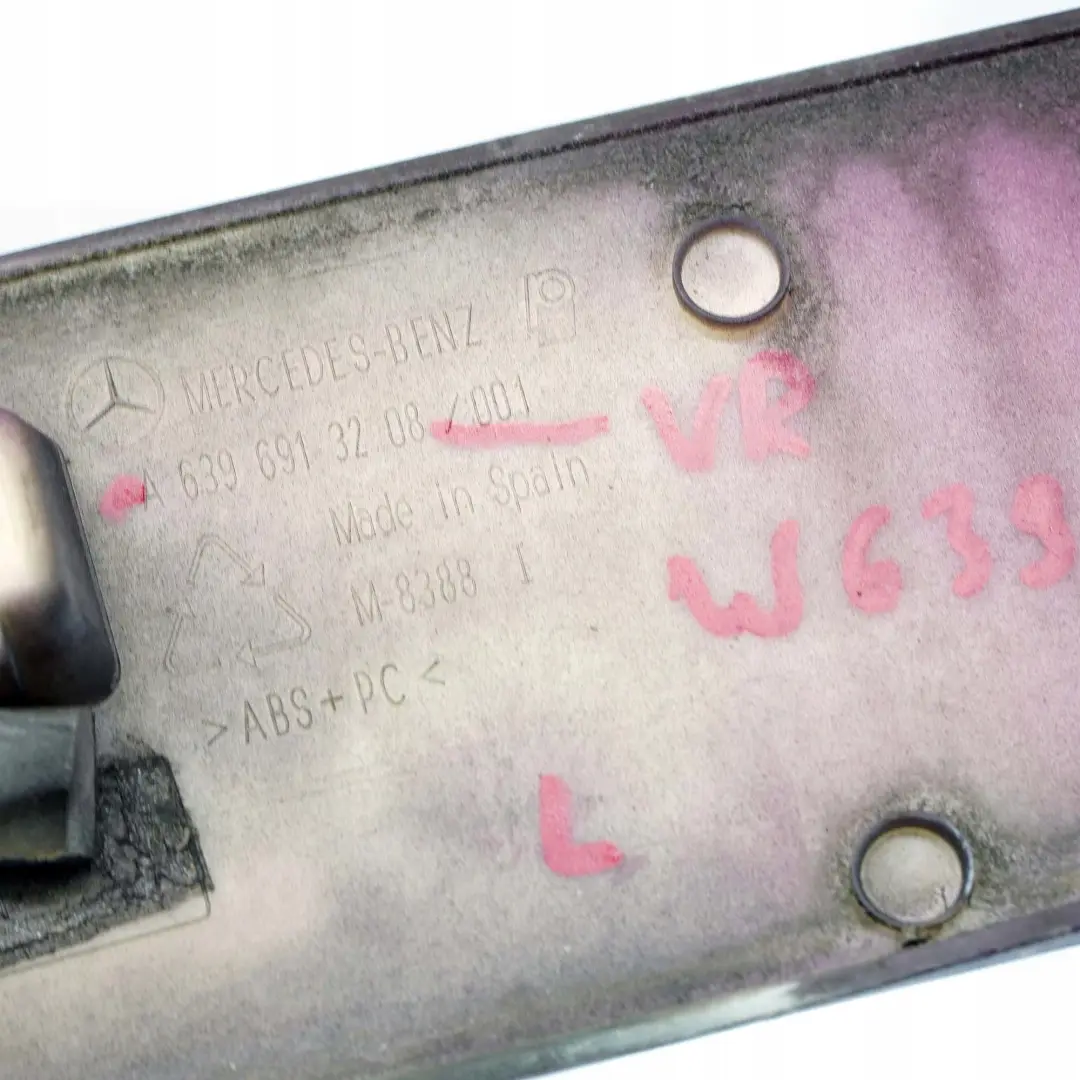 MERCEDES-BENZ
A 639 691 32 08 /001
VR
Made in Spain
W639
M-8388 I
>ABS+PC<
L